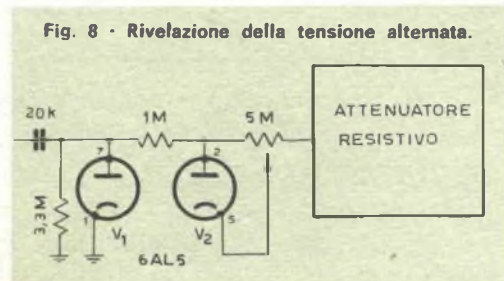 Fig. 8 · Rivelazione della tensione alternata.
20k
1M
5M
ATTENUATORE
RESISTIVO
3,3M
7
1
V1
2
5
V2
6AL5